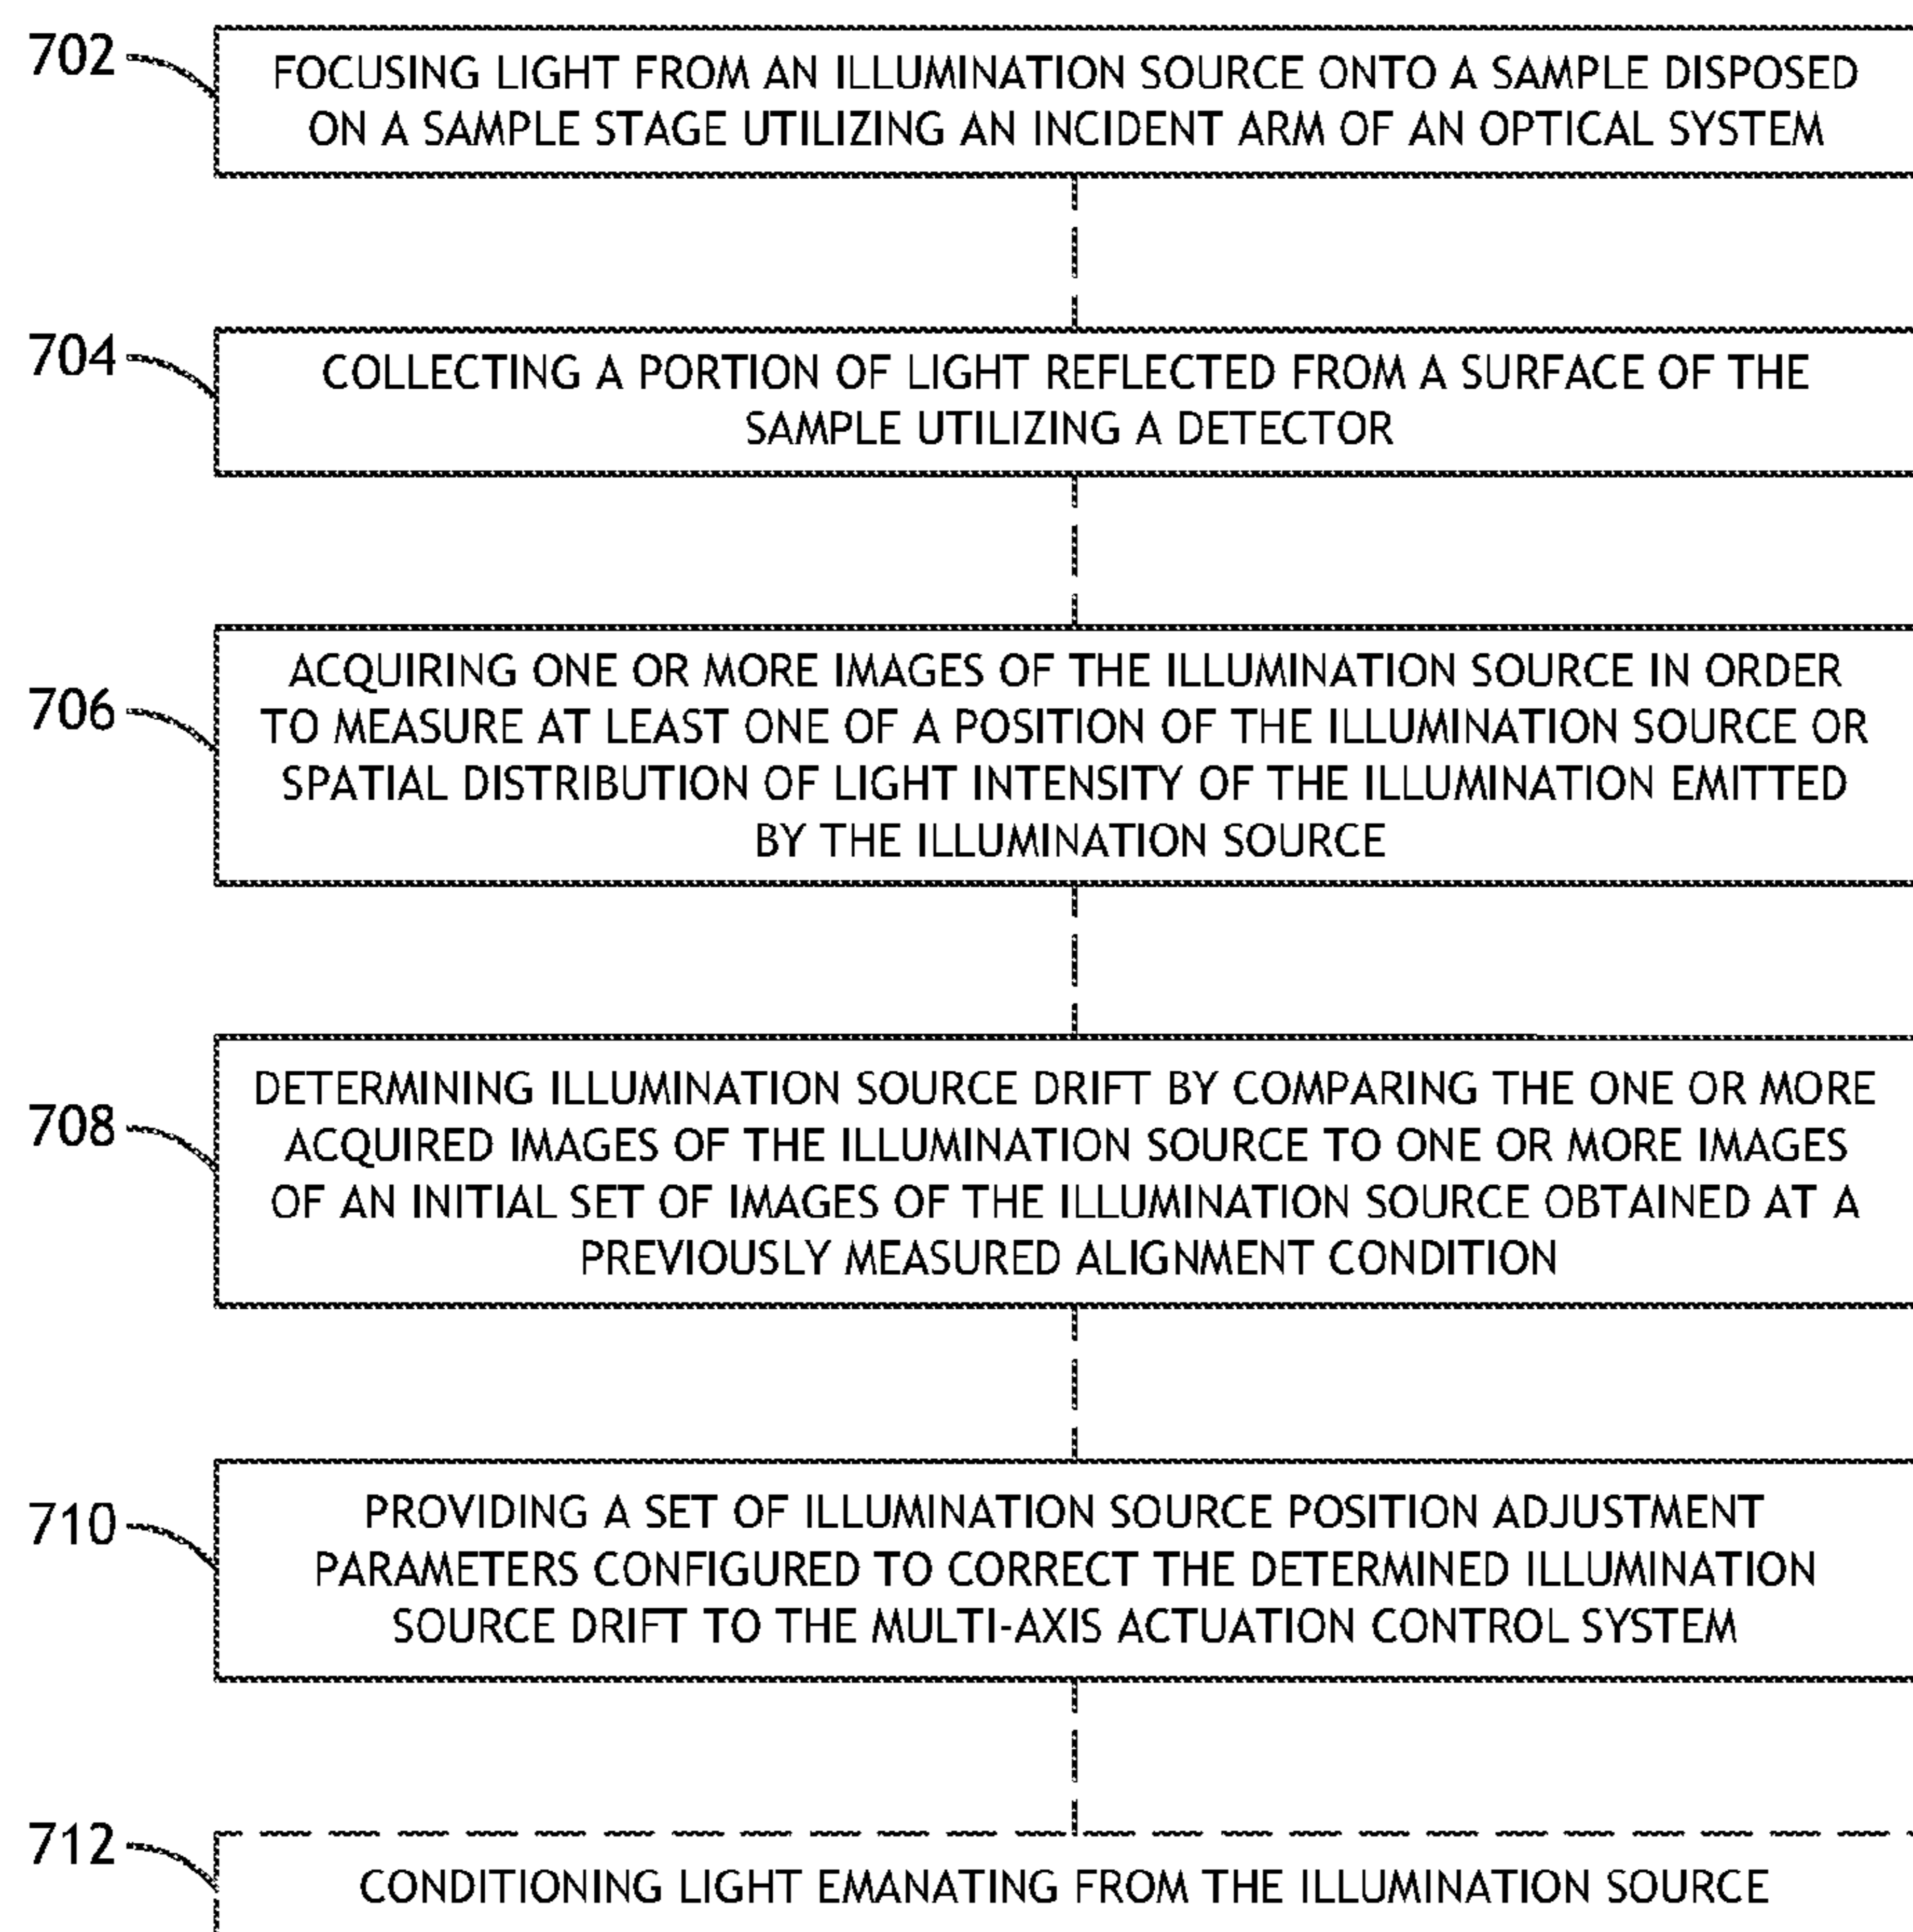 702
FOCUSING LIGHT FROM AN ILLUMINATION SOURCE ONTO A SAMPLE DISPOSED
ON A SAMPLE STAGE UTILIZING AN INCIDENT ARM OF AN OPTICAL SYSTEM
704
COLLECTING A PORTION OF LIGHT REFLECTED FROM A SURFACE OF THE
SAMPLE UTILIZING A DETECTOR
706
ACQUIRING ONE OR MORE IMAGES OF THE ILLUMINATION SOURCE IN ORDER
TO MEASURE AT LEAST ONE OF A POSITION OF THE ILLUMINATION SOURCE OR
SPATIAL DISTRIBUTION OF LIGHT INTENSITY OF THE ILLUMINATION EMITTED
BY THE ILLUMINATION SOURCE
708
DETERMINING ILLUMINATION SOURCE DRIFT BY COMPARING THE ONE OR MORE
ACQUIRED IMAGES OF THE ILLUMINATION SOURCE TO ONE OR MORE IMAGES
OF AN INITIAL SET OF IMAGES OF THE ILLUMINATION SOURCE OBTAINED AT A
PREVIOUSLY MEASURED ALIGNMENT CONDITION
710
PROVIDING A SET OF ILLUMINATION SOURCE POSITION ADJUSTMENT
PARAMETERS CONFIGURED TO CORRECT THE DETERMINED ILLUMINATION
SOURCE DRIFT TO THE MULTI-AXIS ACTUATION CONTROL SYSTEM
712
CONDITIONING LIGHT EMANATING FROM THE ILLUMINATION SOURCE